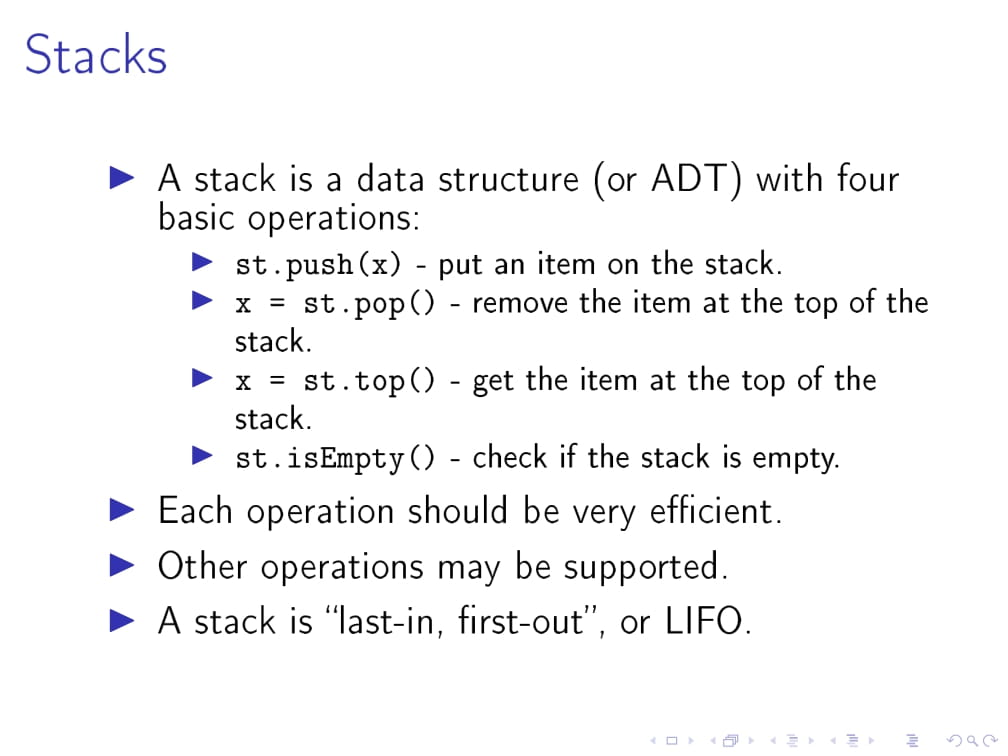 Stacks
A stack is a data structure (or ADT) with four
basic operations:
st.push(x) - put an item on the stack.
x = st.pop() - remove the item at the top of the
stack.
x = st.top() - get the item at the top of the
stack.
st.isEmpty() - check if the stack is empty.
Each operation should be very efficient.
Other operations may be supported.
A stack is “last-in, first-out”, or LIFO.